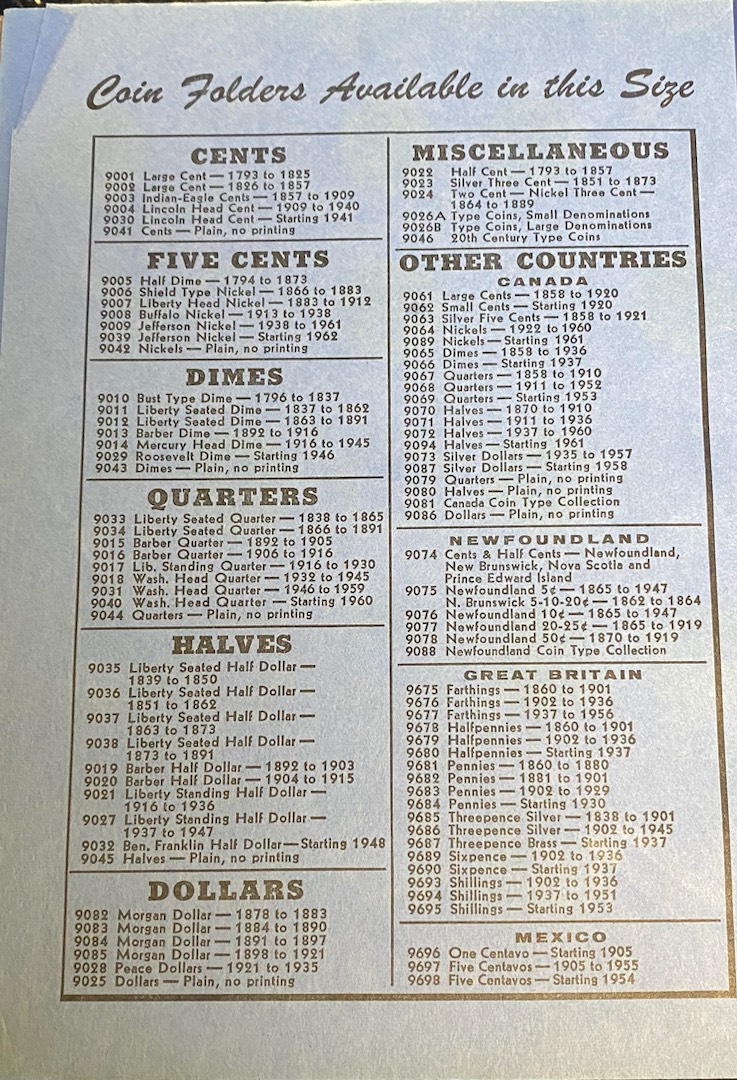 Coin Folders Available in this Size
CENTS
9001 Large Cent — 1793 to 1825
9002 Large Cent — 1826 to 1857
9003 Indian-Eagle Cents — 1857 to 1909
9004 Lincoln Head Cent — 1909 to 1940
9030 Lincoln Head Cent — Starting 1941
9041 Cents — Plain, no printing
FIVE CENTS
9005 Half Dime — 1794 to 1873
9006 Shield Type Nickel — 1866 to 1883
9007 Liberty Head Nickel — 1883 to 1912
9008 Buffalo Nickel — 1913 to 1938
9009 Jefferson Nickel — 1938 to 1961
9039 Jefferson Nickel — Starting 1962
9042 Nickels — Plain, no printing
DIMES
9010 Bust Type Dime — 1796 to 1837
9011 Liberty Seated Dime — 1837 to 1862
9012 Liberty Seated Dime — 1863 to 1891
9013 Barber Dime — 1892 to 1916
9014 Mercury Head Dime — 1916 to 1945
9029 Roosevelt Dime — Starting 1946
9043 Dimes — Plain, no printing
QUARTERS
9033 Liberty Seated Quarter — 1838 to 1865
9034 Liberty Seated Quarter — 1866 to 1891
9015 Barber Quarter — 1892 to 1905
9016 Barber Quarter — 1906 to 1916
9017 Lib. Standing Quarter — 1916 to 1930
9018 Wash. Head Quarter — 1932 to 1945
9031 Wash. Head Quarter — 1946 to 1959
9040 Wash. Head Quarter — Starting 1960
9044 Quarters — Plain, no printing
HALVES
9035 Liberty Seated Half Dollar —
1839 to 1850
9036 Liberty Seated Half Dollar —
1851 to 1862
9037 Liberty Seated Half Dollar —
1863 to 1873
9038 Liberty Seated Half Dollar —
1873 to 1891
9019 Barber Half Dollar — 1892 to 1903
9020 Barber Half Dollar — 1904 to 1915
9021 Liberty Standing Half Dollar —
1916 to 1936
9027 Liberty Standing Half Dollar —
1937 to 1947
9032 Ben. Franklin Half Dollar—Starting 1948
9045 Halves — Plain, no printing
DOLLARS
9082 Morgan Dollar — 1878 to 1883
9083 Morgan Dollar — 1884 to 1890
9084 Morgan Dollar — 1891 to 1897
9085 Morgan Dollar — 1898 to 1921
9028 Peace Dollars — 1921 to 1935
9025 Dollars — Plain, no printing
MISCELLANEOUS
9022 Half Cent — 1793 to 1857
9023 Silver Three Cent — 1851 to 1873
9024 Two Cent — Nickel Three Cent —
1864 to 1889
9026A Type Coins, Small Denominations
9026B Type Coins, Large Denominations
9046 20th Century Type Coins
OTHER COUNTRIES
CANADA
9061 Large Cents — 1858 to 1920
9062 Small Cents — Starting 1920
9063 Silver Five Cents — 1858 to 1921
9064 Nickels — 1922 to 1960
9089 Nickels—Starting 1961
9065 Dimes — 1858 to 1936
9066 Dimes — Starting 1937
9067 Quarters — 1858 to 1910
9068 Quarters — 1911 to 1952
9069 Quarters — Starting 1953
9070 Halves — 1870 to 1910
9071 Halves — 1911 to 1936
9072 Halves — 1937 to 1960
9094 Halves—Starting 1961
9073 Silver Dollars — 1935 to 1957
9087 Silver Dollars — Starting 1958
9079 Quarters — Plain, no printing
9080 Halves — Plain, no printing
9081 Canada Coin Type Collection
9086 Dollars — Plain, no printing
NEWFOUNDLAND
9074 Cents & Half Cents — Newfoundland,
New Brunswick, Nova Scotia and
Prince Edward Island
9075 Newfoundland 5¢ — 1865 to 1947
N. Brunswick 5-10-20¢ — 1862 to 1864
9076 Newfoundland 10¢ — 1865 to 1947
9077 Newfoundland 20-25¢ — 1865 to 1919
9078 Newfoundland 50¢ — 1870 to 1919
9088 Newfoundland Coin Type Collection
GREAT BRITAIN
9675 Farthings — 1860 to 1901
9676 Farthings — 1902 to 1936
9677 Farthings — 1937 to 1956
9678 Halfpennies — 1860 to 1901
9679 Halfpennies — 1902 to 1936
9680 Halfpennies — Starting 1937
9681 Pennies — 1860 to 1880
9682 Pennies — 1881 to 1901
9683 Pennies — 1902 to 1929
9684 Pennies — Starting 1930
9685 Threepence Silver — 1838 to 1901
9686 Threepence Silver — 1902 to 1945
9687 Threepence Brass — Starting 1937
9689 Sixpence — 1902 to 1936
9690 Sixpence — Starting 1937
9693 Shillings — 1902 to 1936
9694 Shillings — 1937 to 1951
9695 Shillings — Starting 1953
MEXICO
9696 One Centavo — Starting 1905
9697 Five Centavos — 1905 to 1955
9698 Five Centavos — Starting 1954